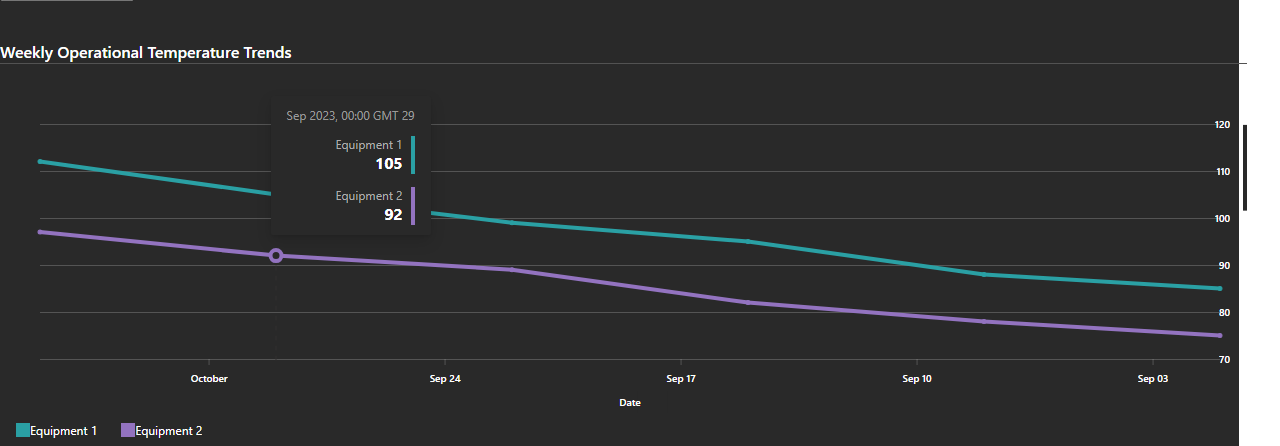 Weekly Operational Temperature Trends
Sep 2023, 00:00 GMT 29
Equipment 1
105
Equipment 2
92
120
110
100
90
80
70
October Sep 24 Sep 17 Sep 10 Sep 03
Date
Equipment 1 Equipment 2